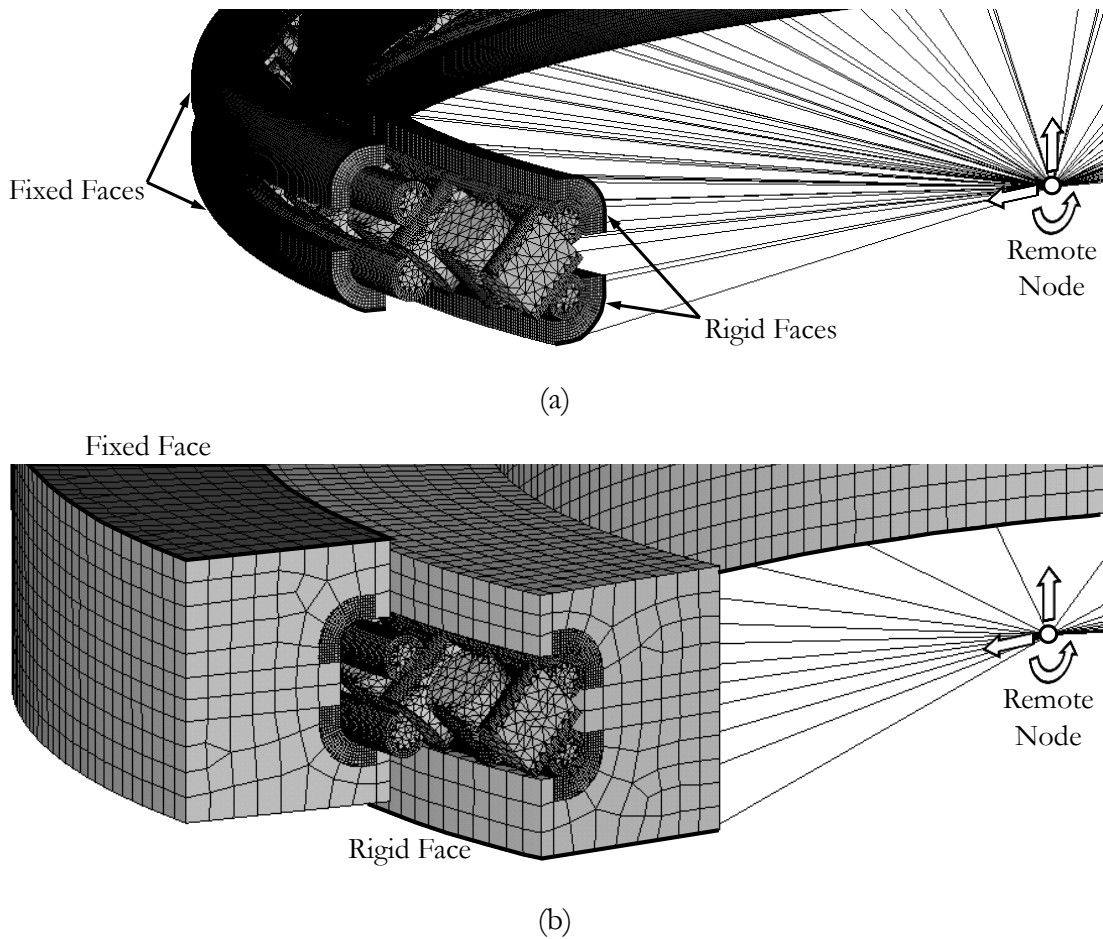 Fixed Faces
Remote
Node
Rigid Faces
(a)
Fixed Face
Remote
Node
Rigid Face
(b)